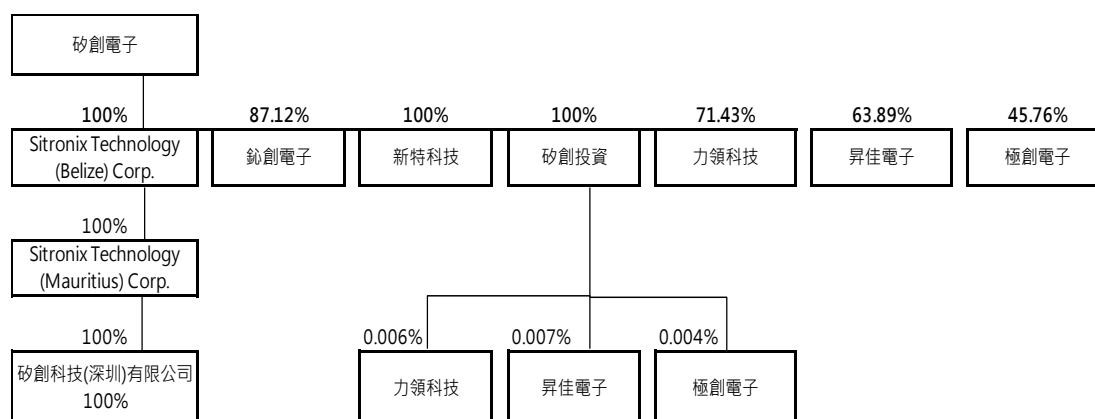 矽創電子
100%
87.12%
100%
100%
71.43%
63.89%
45.76%
Sitronix Technology
(Belize) Corp.
鈊創電子
新特科技
矽創投資
力領科技
昇佳電子
極創電子
100%
Sitronix Technology
(Mauritius) Corp.
100%
0.006%
0.007%
0.004%
矽創科技(深圳)有限公司
100%
力領科技
昇佳電子
極創電子